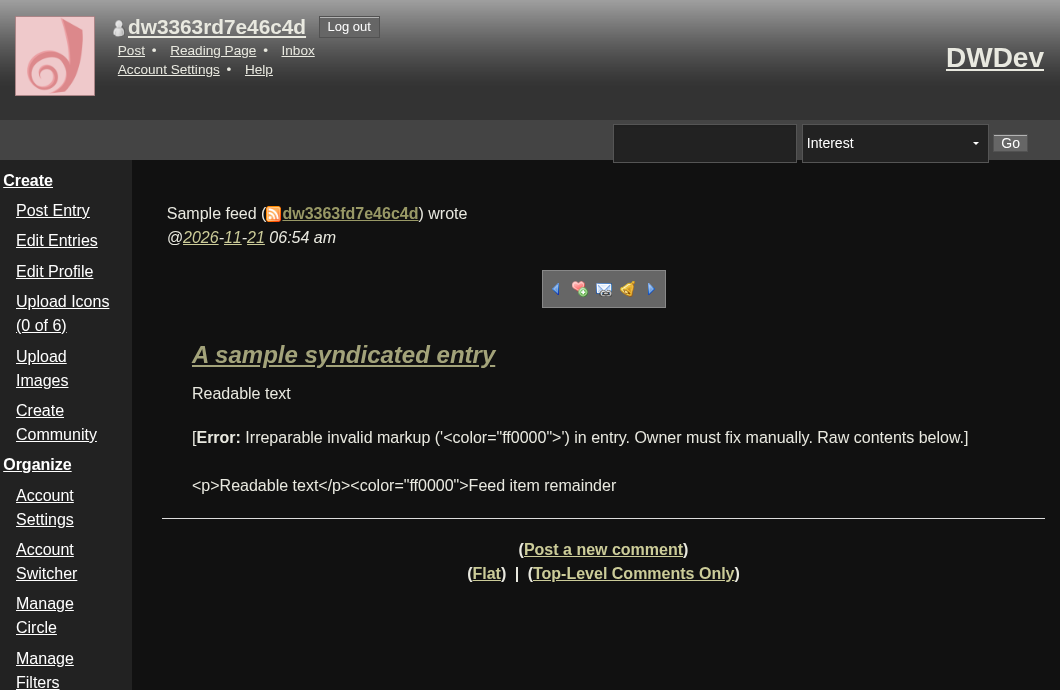 dw3363rd7e46c4d Log out
Post • Reading Page • Inbox
Account Settings • Help
DWDev
Interest Go
Create
Post Entry
Edit Entries
Edit Profile
Upload Icons
(0 of 6)
Upload
Images
Create
Community
Organize
Account
Settings
Account
Switcher
Manage
Circle
Manage
Filters
Sample feed (dw3363fd7e46c4d) wrote
@2026-11-21 06:54 am
A sample syndicated entry
Readable text
[Error: Irreparable invalid markup ('<color="ff0000">') in entry. Owner must fix manually. Raw contents below.]
<p>Readable text</p><color="ff0000">Feed item remainder
(Post a new comment)
(Flat) | (Top-Level Comments Only)